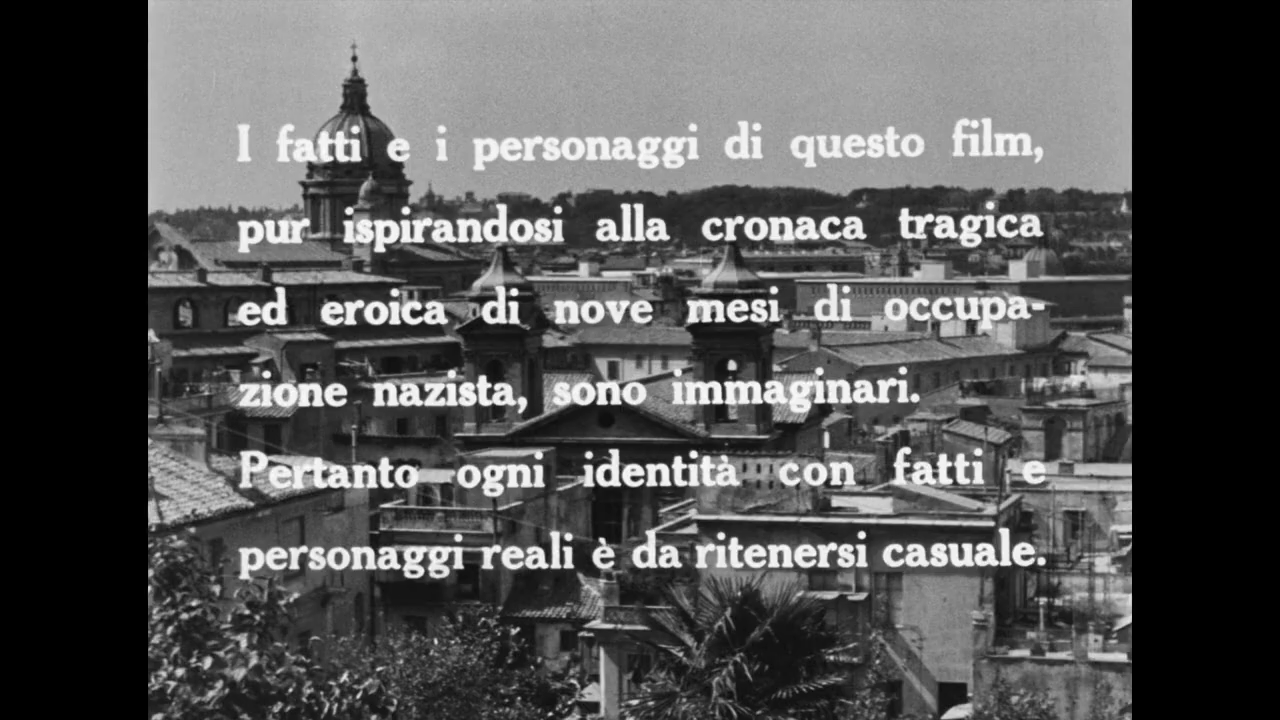 I fatti e i personaggi di questo film,
pur ispirandosi alla cronaca tragica
ed eroica di nove mesi di occupa-
zione nazista, sono immaginari.
Pertanto ogni identità con fatti e
personaggi reali è da ritenersi casuale.